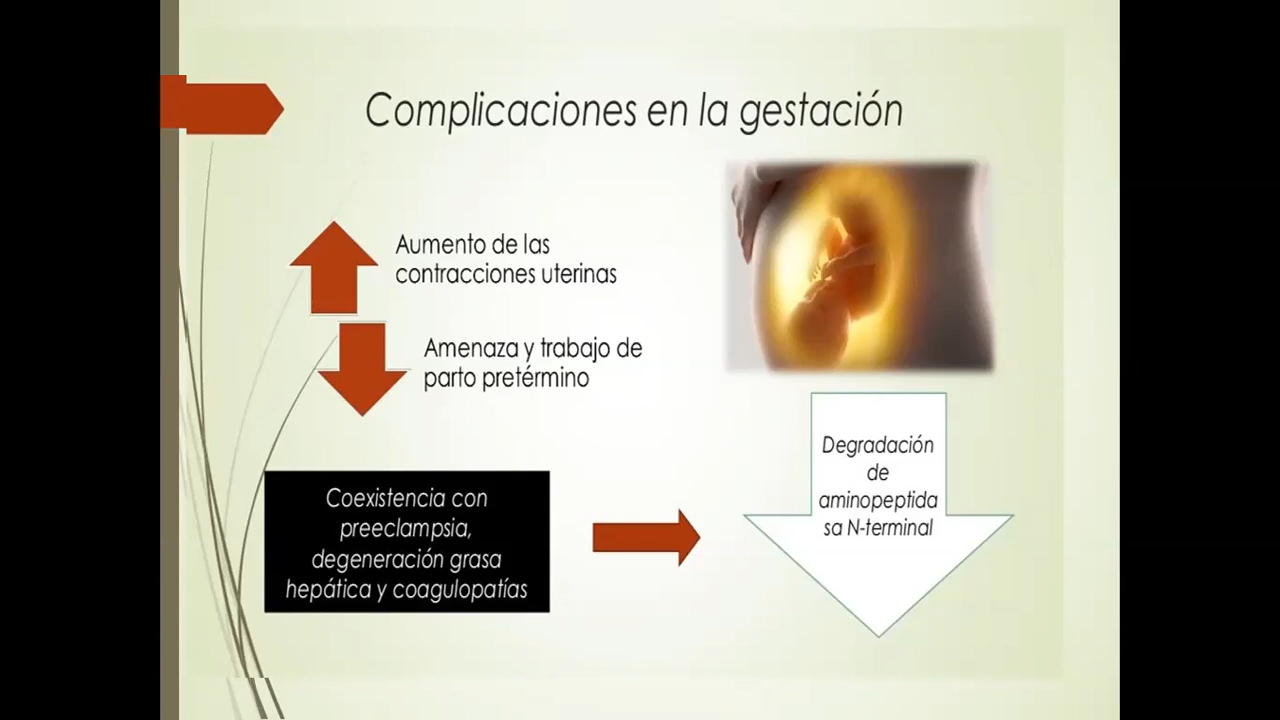 Complicaciones en la gestación
Aumento de las
contracciones uterinas
Amenaza y trabajo de
parto pretérmino
Coexistencia con
preeclampsia,
degeneración grasa
hepática y coagulopatías
Degradación
de
aminopeptida
sa N-terminal